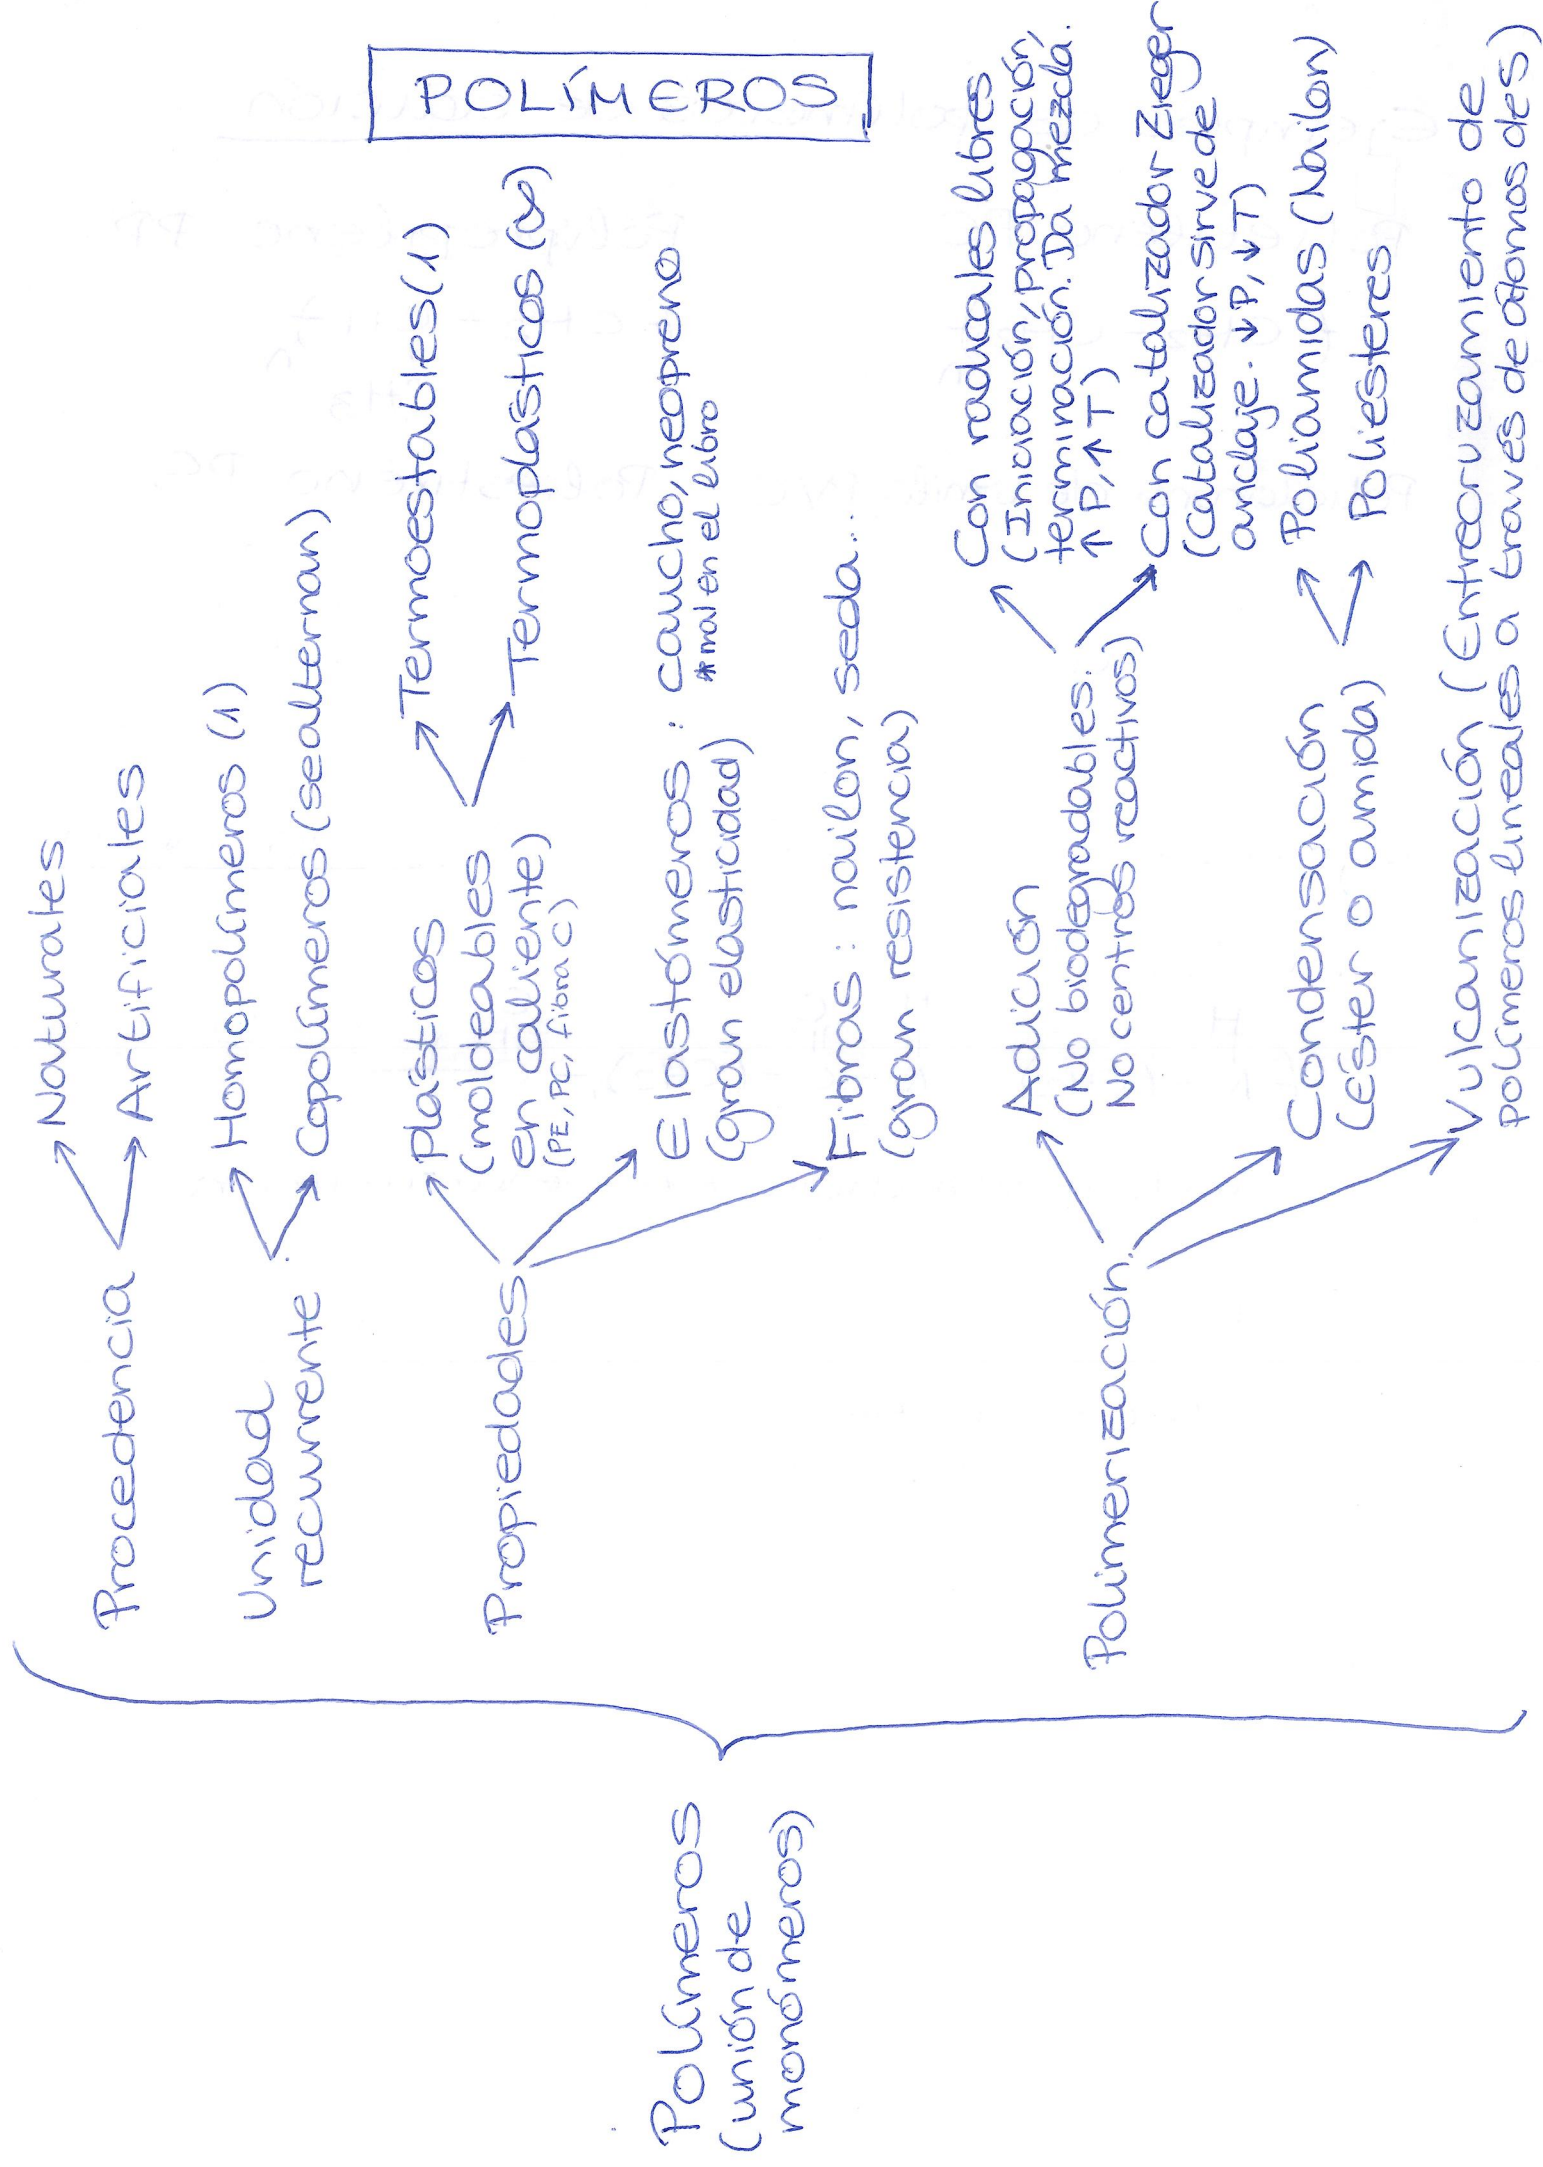 POLÍMEROS
Polímeros
(unión de
monómeros)
Procedencia
Naturales
Artificiales
Unidad
recurrente
Homopolímeros (1)
Copolímeros (se alternan)
Propiedades
Plásticos
(moldeables
en caliente)
(PE, PC, fibra C)
Termoestables (1)
Termoplásticos (∞)
Elastómeros : caucho, neopreno
(gran elasticidad)
*mal en el libro
Fibras : nailon, seda...
(gran resistencia)
Polimerización
Adición
(No biodegradables.
No centros reactivos)
Con radicales libres
(Iniciación, propagación,
terminación. Da mezcla.
↑P, ↑T)
Con catalizador Zieger
(Catalizador sirve de
anclaje. ↓P, ↓T)
Condensación
(éster o amida)
Poliamidas (Nailon)
Poliésteres
Vulcanización (Entrecruzamiento de
polímeros lineales a través de átomos de S)